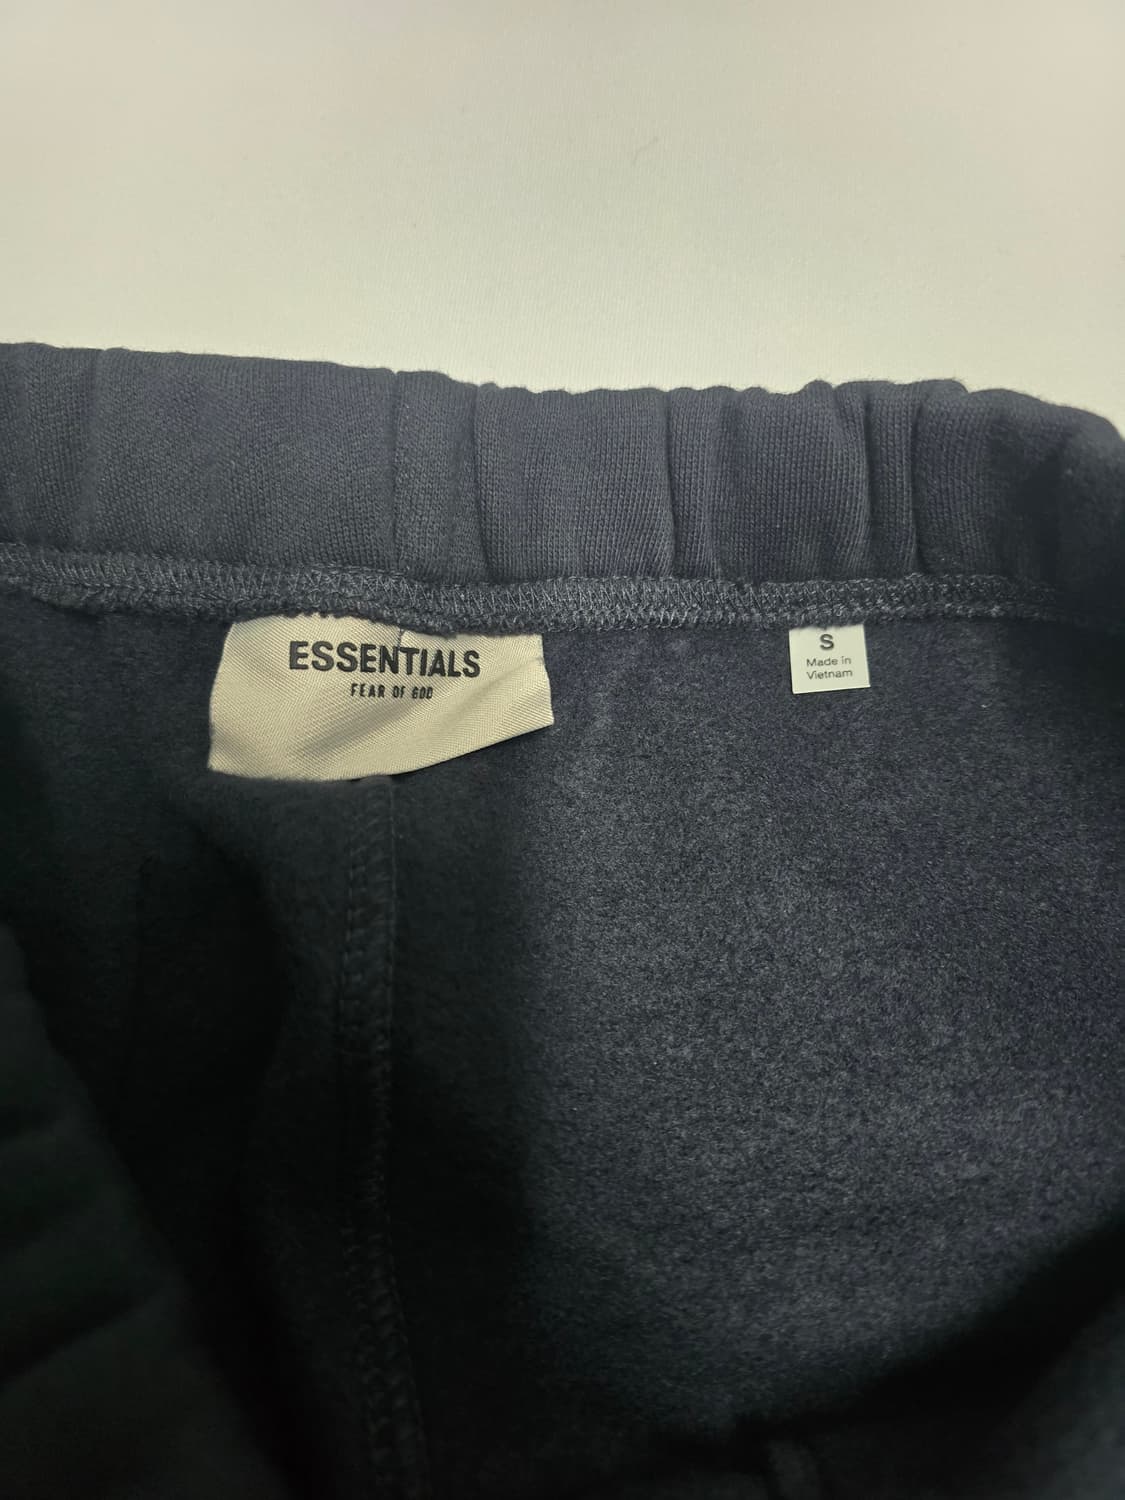 ESSENTIALS
FEAR OF GOD
S
Made in
Vietnam